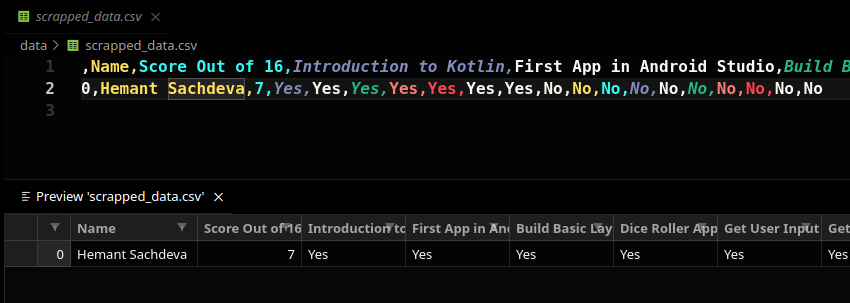 scrapped_data.csv
data > scrapped_data.csv
1 ,Name,Score Out of 16,Introduction to Kotlin,First App in Android Studio,Build B
2 0,Hemant Sachdeva,7,Yes,Yes,Yes,Yes,Yes,Yes,Yes,No,No,No,No,No,No,No,No,No,No
3
Preview 'scrapped_data.csv'
Name Score Out of 16 Introduction to First App in And Build Basic Lay Dice Roller App Get User Input Get
0 Hemant Sachdeva 7 Yes Yes Yes Yes Yes Yes